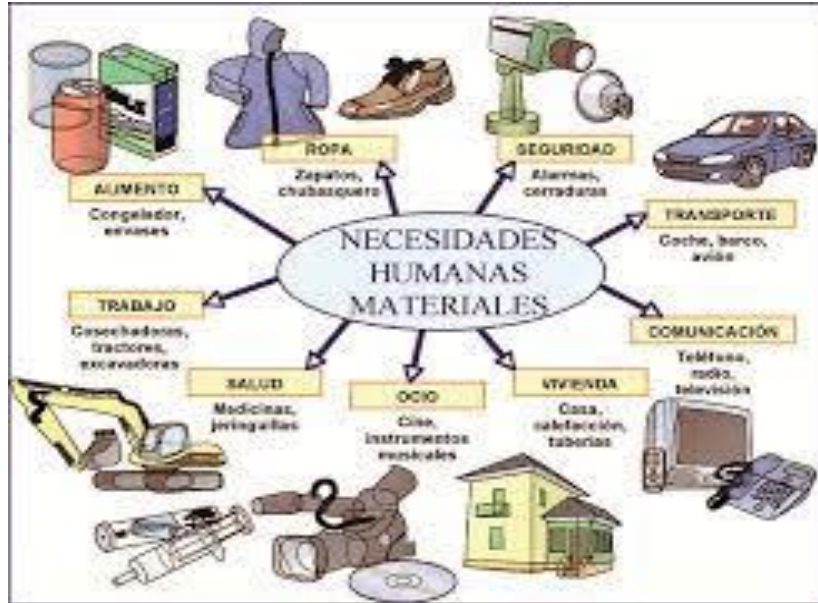 NECESIDADES
HUMANAS
MATERIALES
ALIMENTO
Congelador,
envases
ROPA
Zapatos,
chubasquero
SEGURIDAD
Alarmas,
cerraduras
TRANSPORTE
Coche, barco,
avión
COMUNICACIÓN
Teléfono,
radio,
televisión
VIVIENDA
Casa,
calefacción,
tuberías
OCIO
Cine,
instrumentos
musicales
SALUD
Medicinas,
jeringuillas
TRABAJO
Cosechadoras,
tractores,
excavadoras